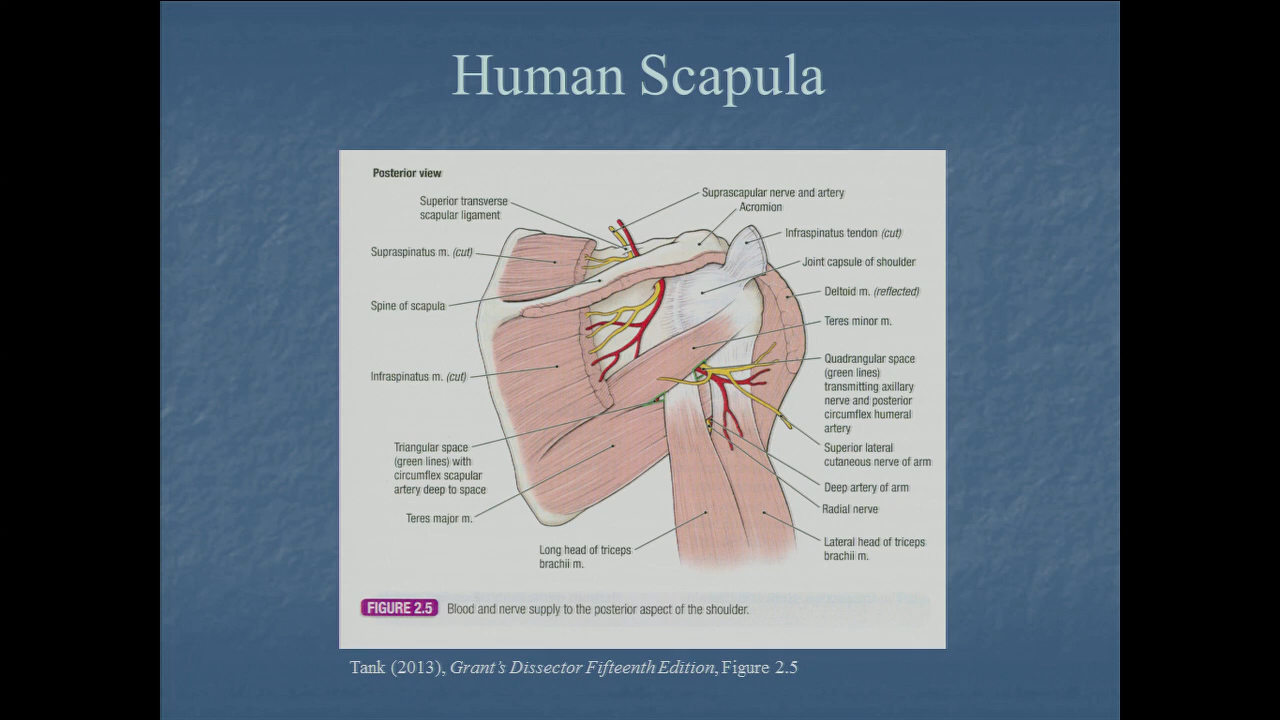 Human Scapula
Posterior view
Superior transverse
scapular ligament
Supraspinatus m. (cut)
Spine of scapula
Infraspinatus m. (cut)
Triangular space
(green lines) with
circumflex scapular
artery deep to space
Teres major m.
Long head of triceps
brachii m.
Suprascapular nerve and artery
Acromion
Infraspinatus tendon (cut)
Joint capsule of shoulder
Deltoid m. (reflected)
Teres minor m.
Quadrangular space
(green lines)
transmitting axillary
nerve and posterior
circumflex humeral
artery
Superior lateral
cutaneous nerve of arm
Deep artery of arm
Radial nerve
Lateral head of triceps
brachii m.
FIGURE 2.5 Blood and nerve supply to the posterior aspect of the shoulder.
Tank (2013), Grant's Dissector Fifteenth Edition, Figure 2.5